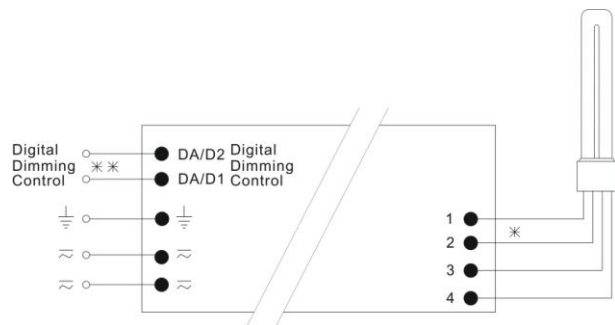 Digital
Dimming
Control
DA/D2 Digital
Dimming
DA/D1 Control
1
2
3
4